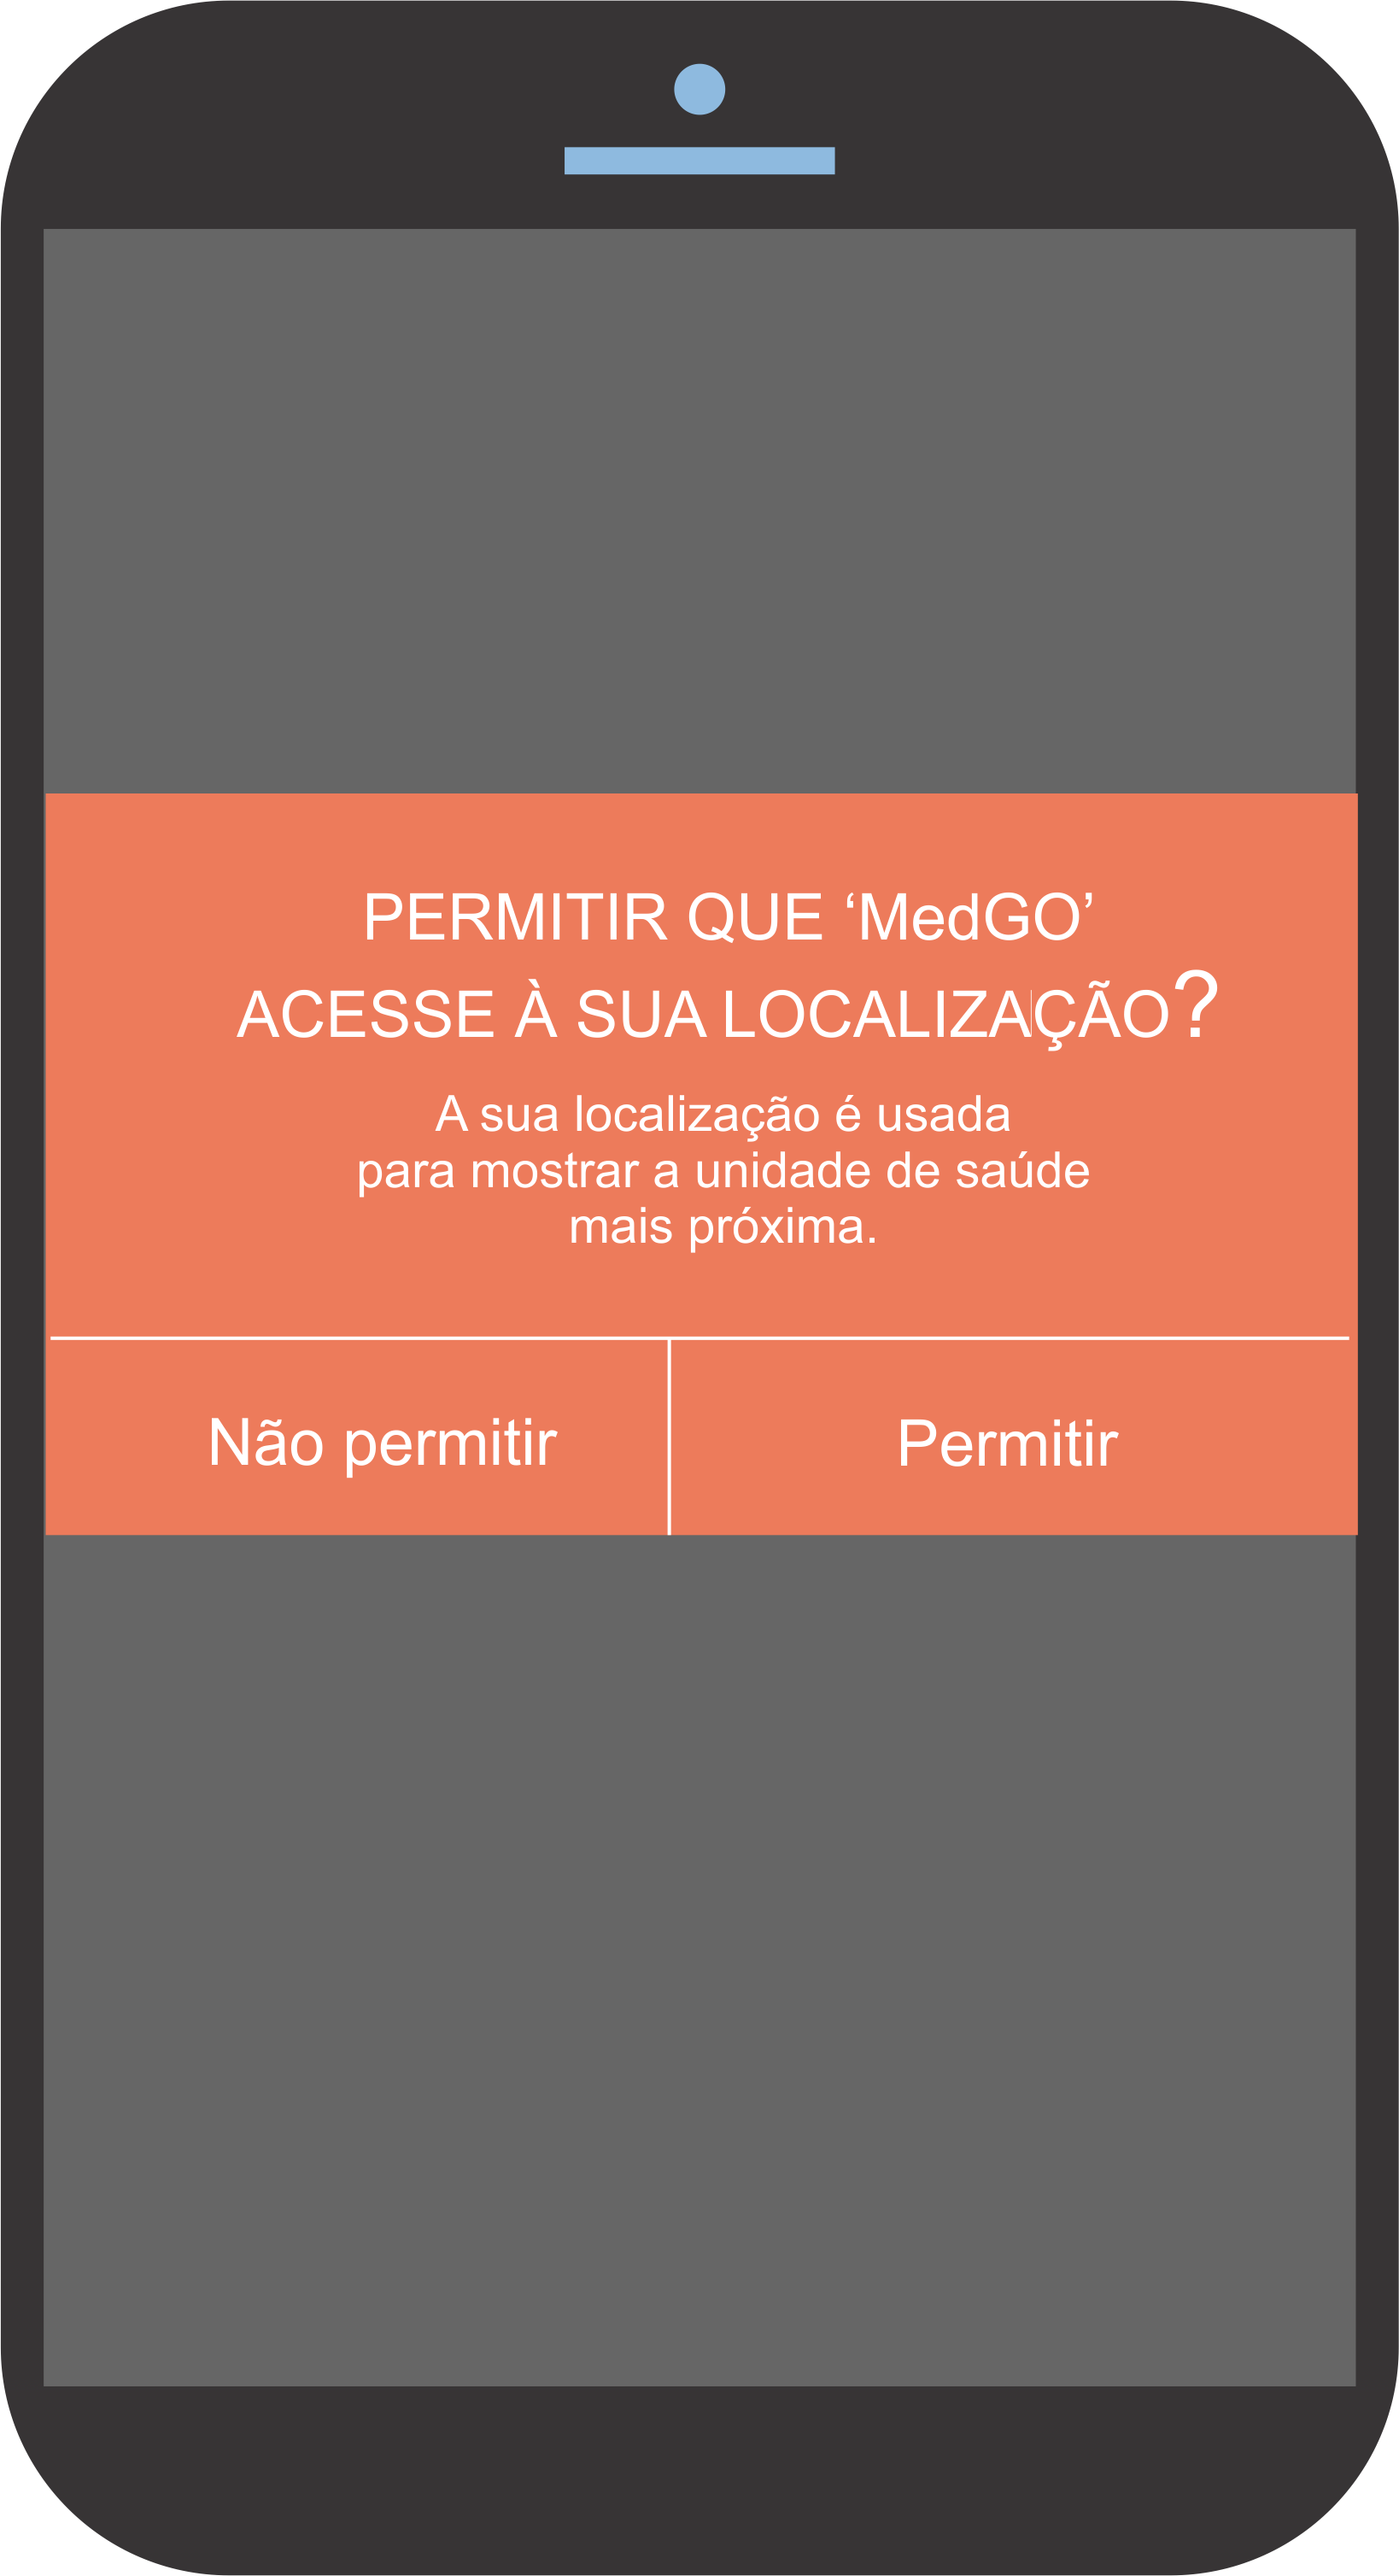 PERMITIR QUE ‘MedGO’
ACESSE À SUA LOCALIZAÇÃO?
A sua localização é usada
para mostrar a unidade de saúde
mais próxima.
Não permitir
Permitir